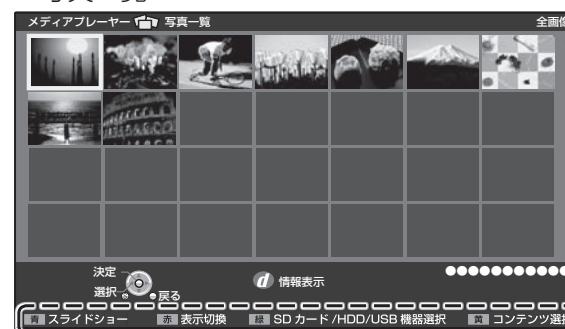 メディアプレーヤー 写真一覧 全画像
決定
選択 戻る
d 情報表示
青 スライドショー 赤 表示切換 緑 SDカード/HDD/USB機器選択 黄 コンテンツ選